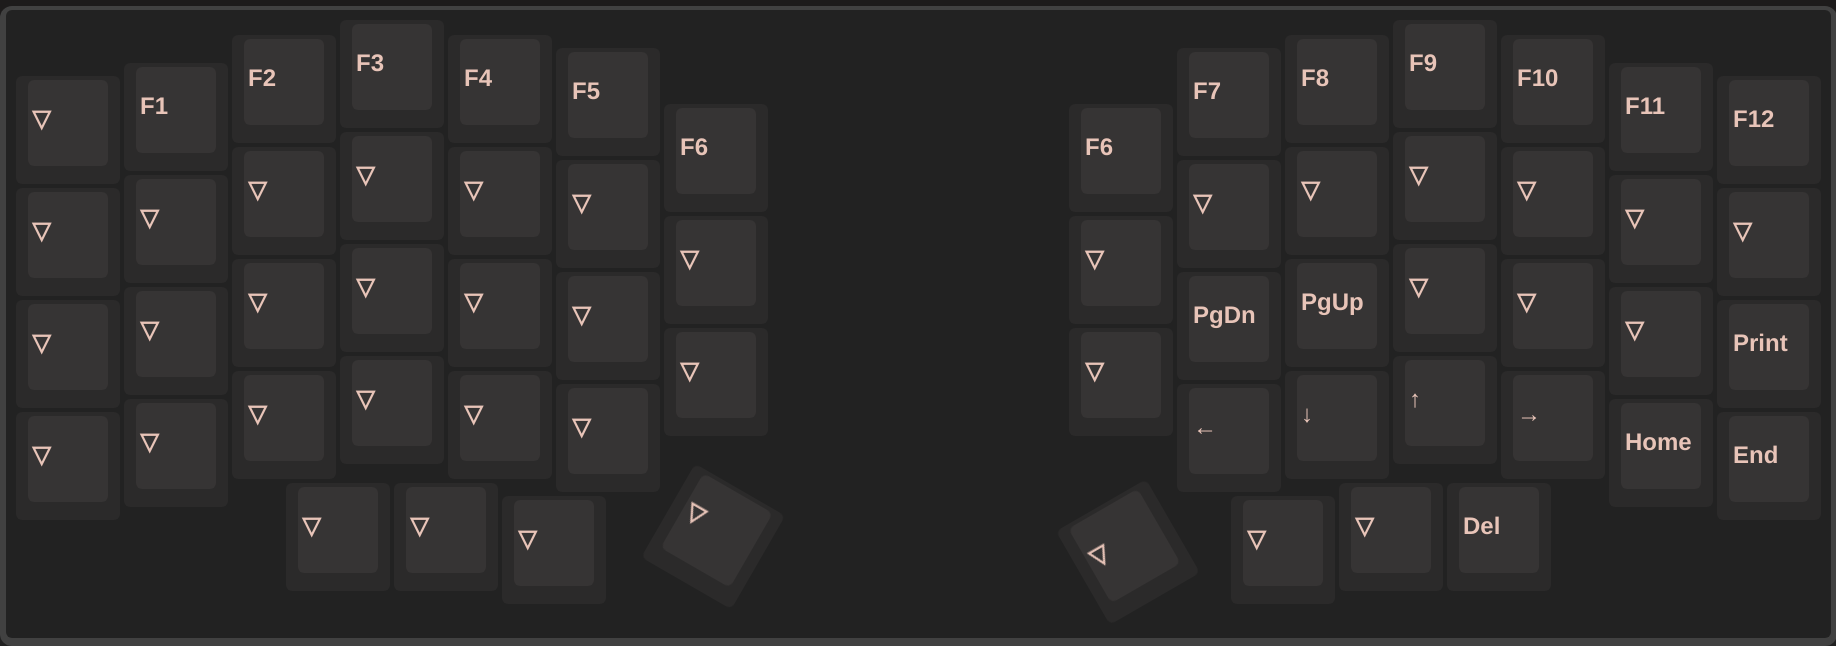 ▽ F1 F2 F3 F4 F5 F6 F6 F7 F8 F9 F10 F11 F12
▽ ▽ ▽ ▽ ▽ ▽ ▽ ▽ ▽ ▽ ▽ ▽ ▽ ▽
▽ ▽ ▽ ▽ ▽ ▽ ▽ ▽ PgDn PgUp ▽ ▽ ▽ Print
▽ ▽ ▽ ▽ ▽ ▽ ← ↓ ↑ → Home End
▽ ▽ ▽ ▽ ▽ ▽ ▽ Del